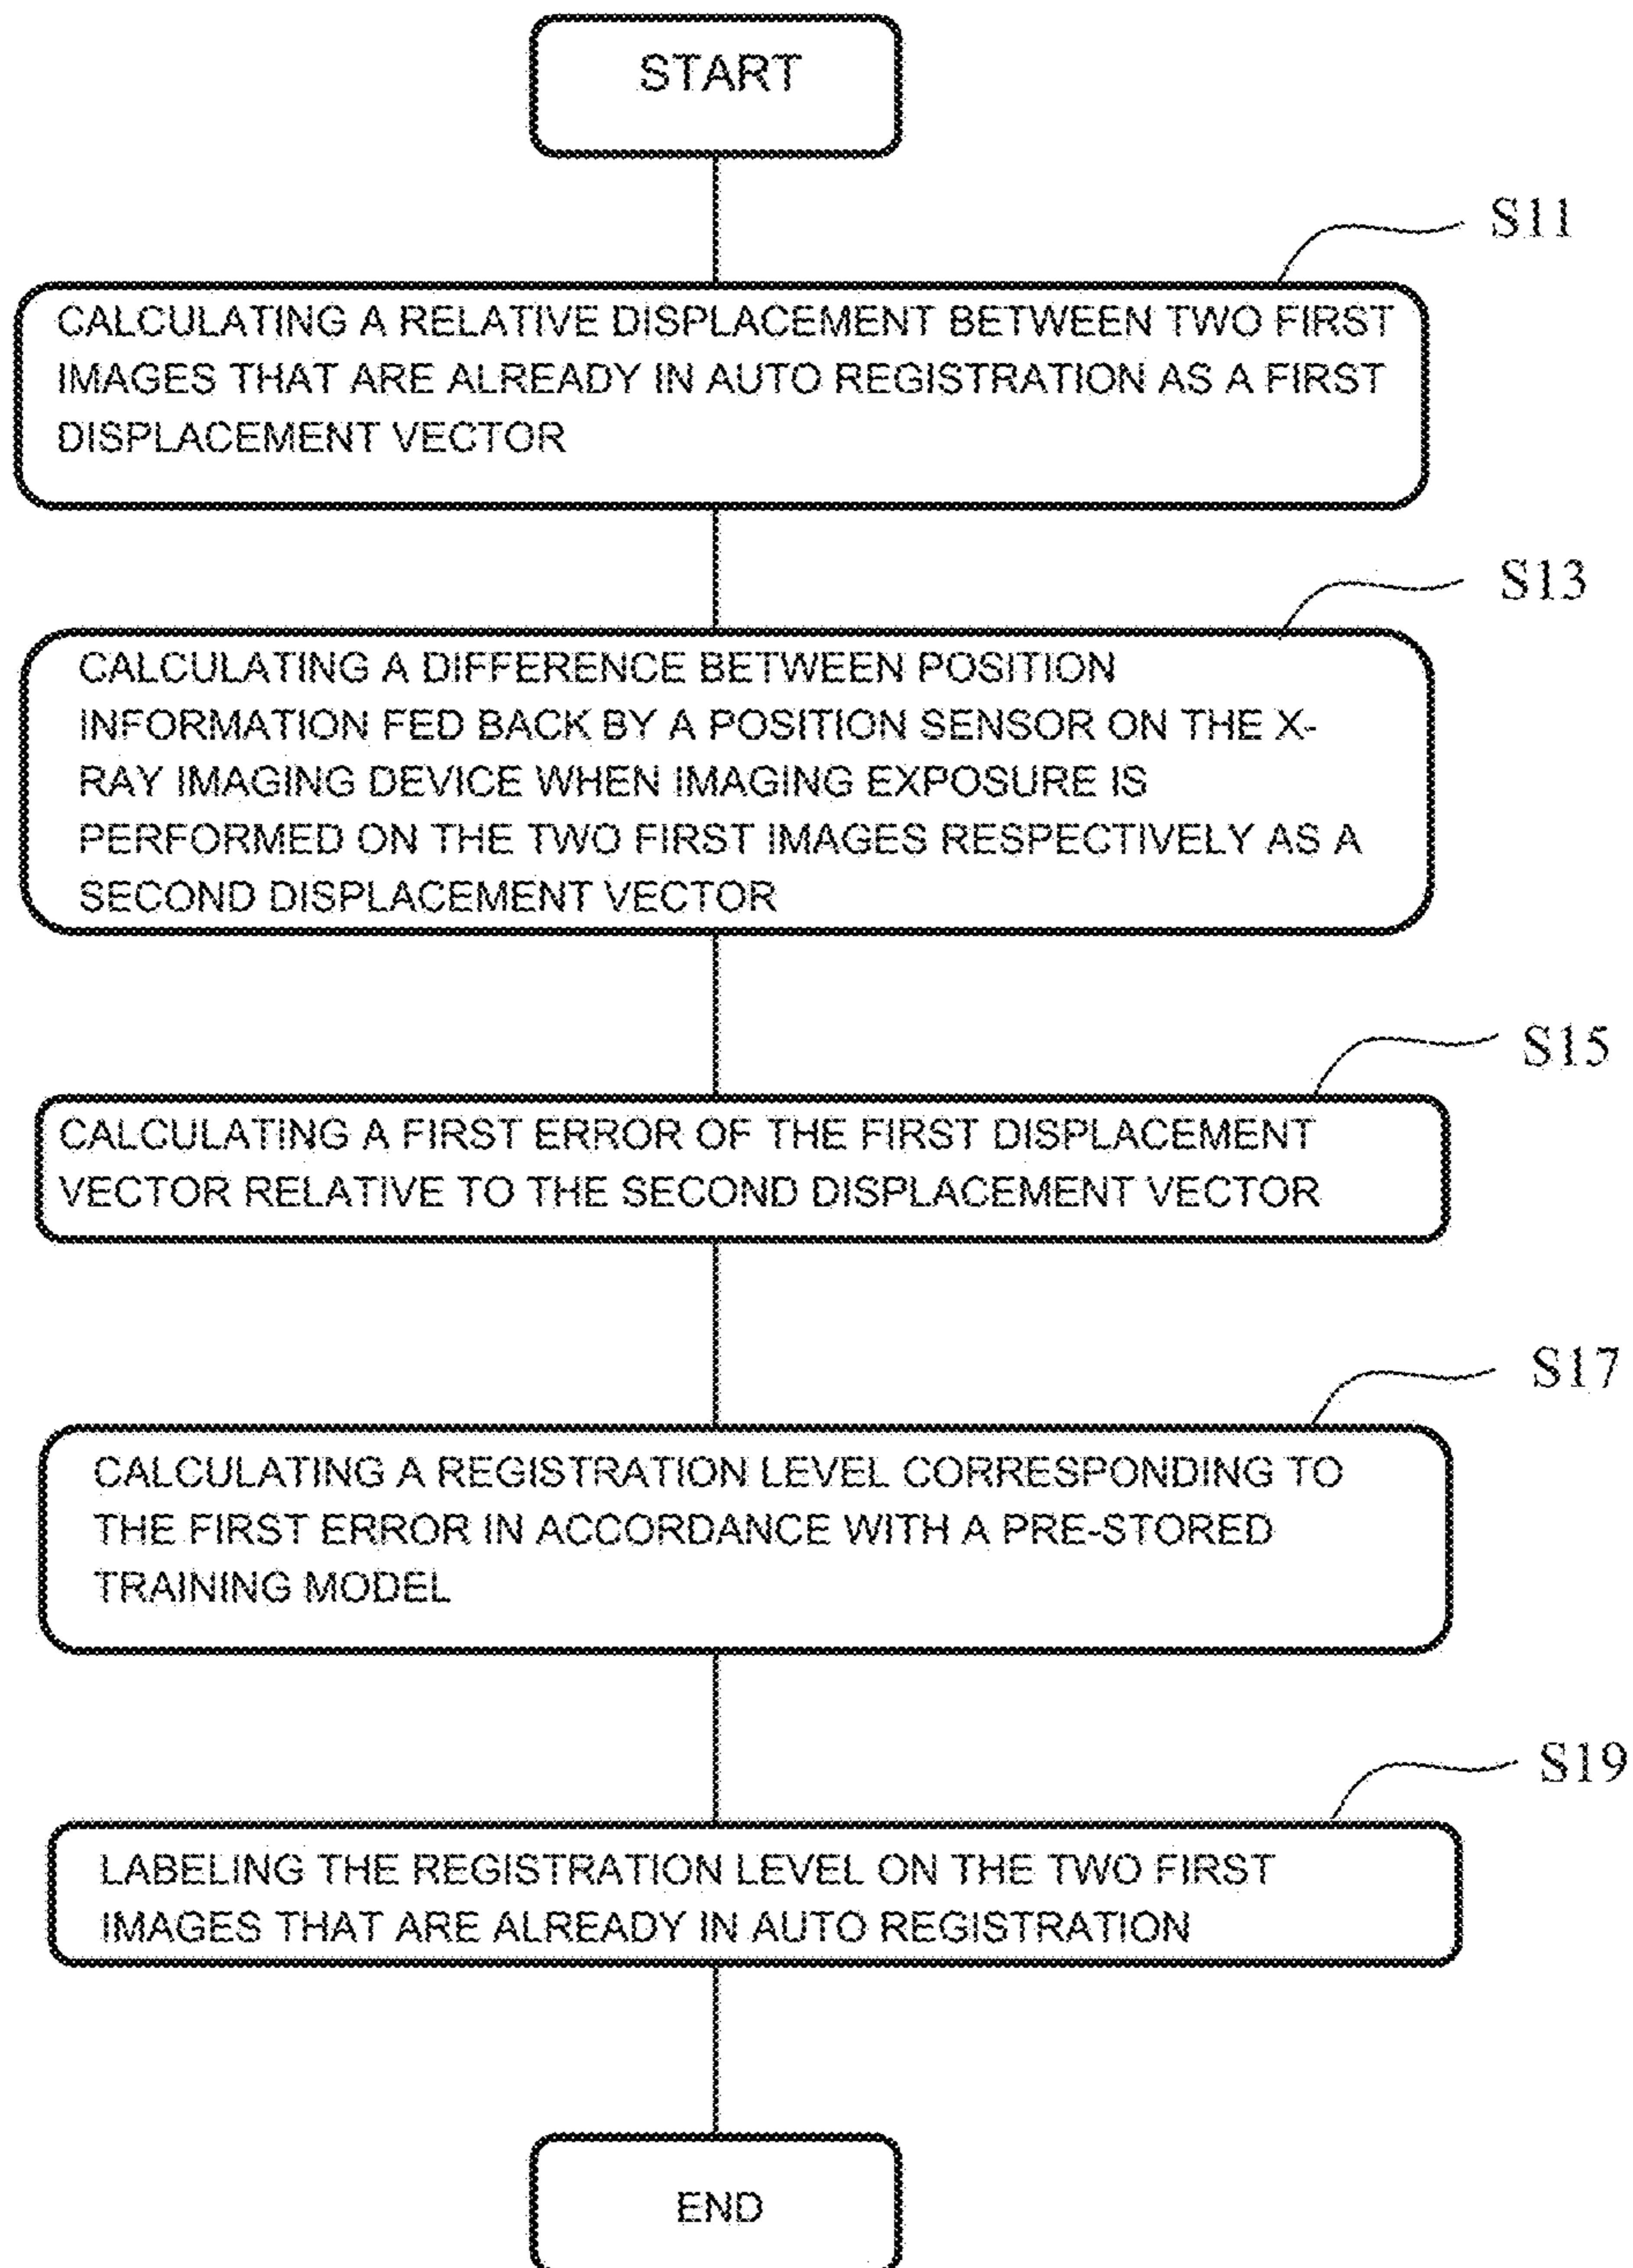 START
S11
CALCULATING A RELATIVE DISPLACEMENT BETWEEN TWO FIRST
IMAGES THAT ARE ALREADY IN AUTO REGISTRATION AS A FIRST
DISPLACEMENT VECTOR
S13
CALCULATING A DIFFERENCE BETWEEN POSITION
INFORMATION FED BACK BY A POSITION SENSOR ON THE X-
RAY IMAGING DEVICE WHEN IMAGING EXPOSURE IS
PERFORMED ON THE TWO FIRST IMAGES RESPECTIVELY AS A
SECOND DISPLACEMENT VECTOR
S15
CALCULATING A FIRST ERROR OF THE FIRST DISPLACEMENT
VECTOR RELATIVE TO THE SECOND DISPLACEMENT VECTOR
S17
CALCULATING A REGISTRATION LEVEL CORRESPONDING TO
THE FIRST ERROR IN ACCORDANCE WITH A PRE-STORED
TRAINING MODEL
S19
LABELING THE REGISTRATION LEVEL ON THE TWO FIRST
IMAGES THAT ARE ALREADY IN AUTO REGISTRATION
END